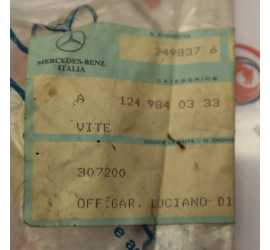 249837 6
MERCEDES-BENZ
ITALIA
A 124 984 03 33
VITE
307200
OFF.GAR. LUCIANO DI